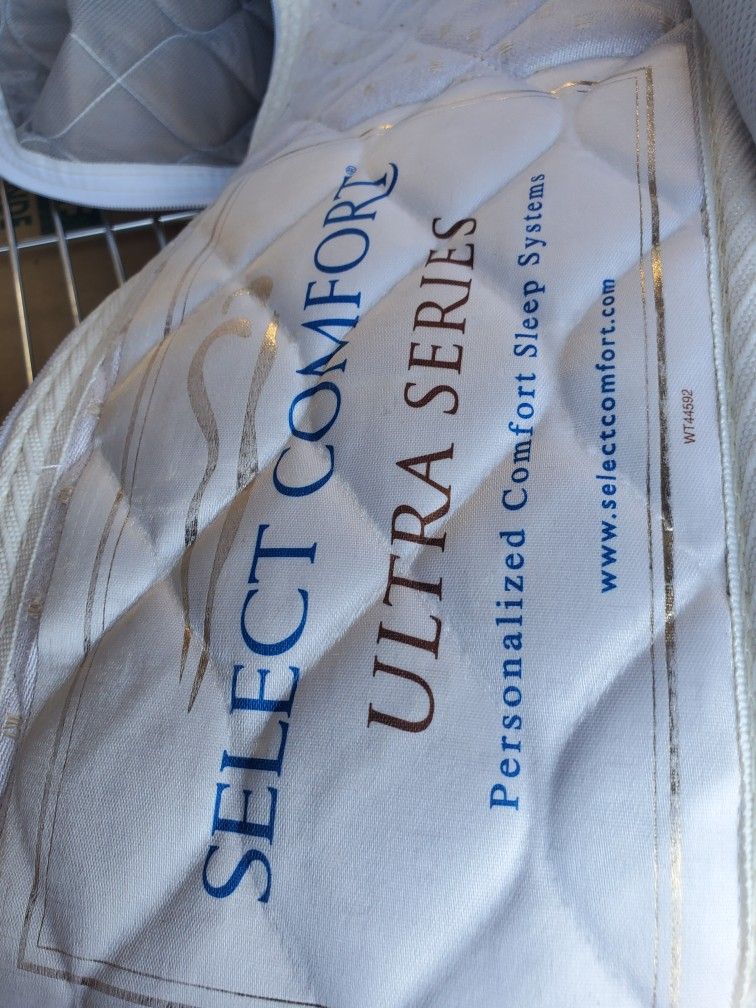 SELECT COMFORT®
ULTRA SERIES
Personalized Comfort Sleep Systems
www.selectcomfort.com
WT44592